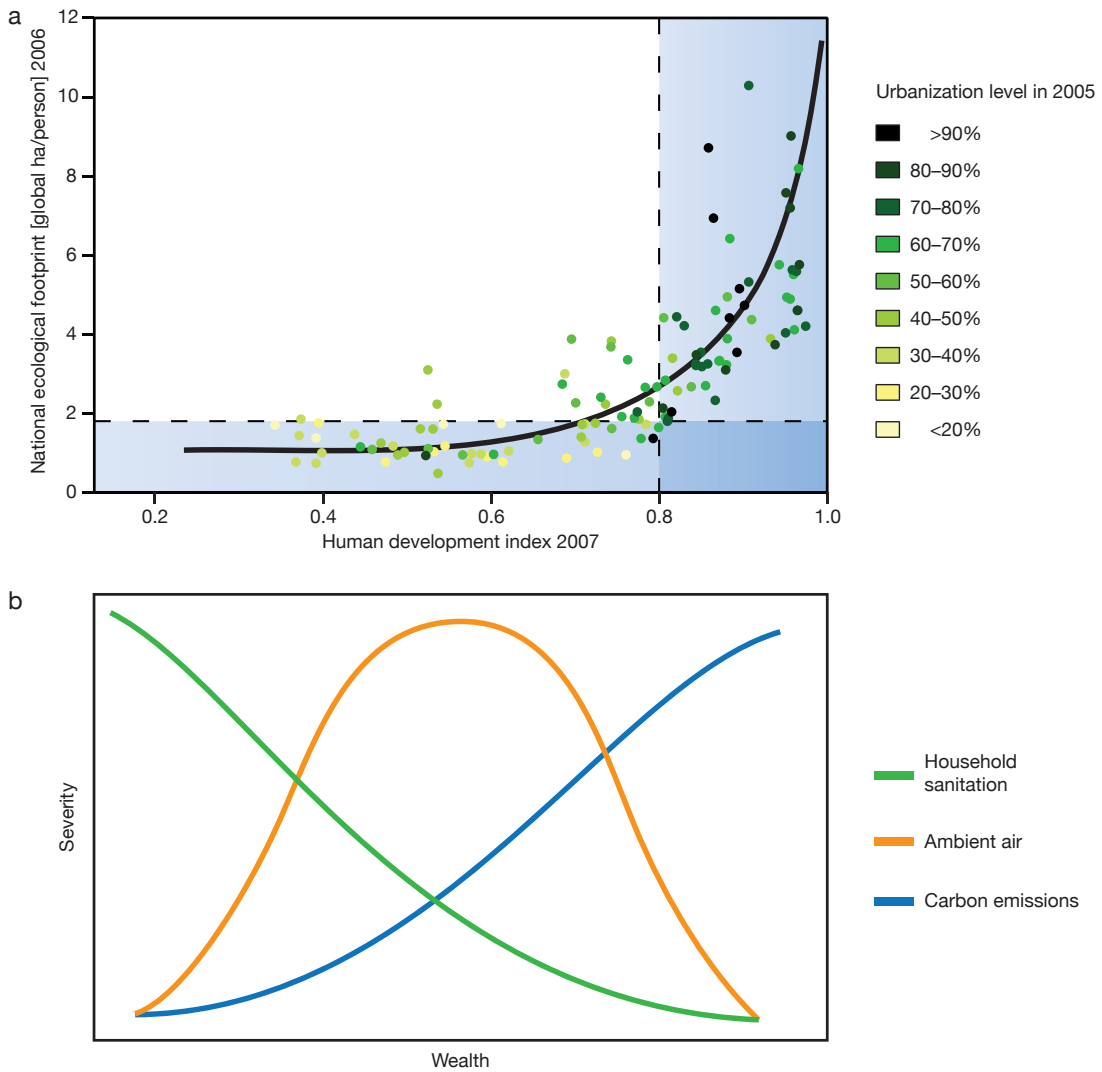 a
National ecological footprint [global ha/person] 2006
12
10
8
6
4
2
0
0.2
0.4
0.6
0.8
1.0
Human development index 2007
Urbanization level in 2005
>90%
80–90%
70–80%
60–70%
50–60%
40–50%
30–40%
20–30%
<20%
b
Severity
Wealth
Household
sanitation
Ambient air
Carbon emissions